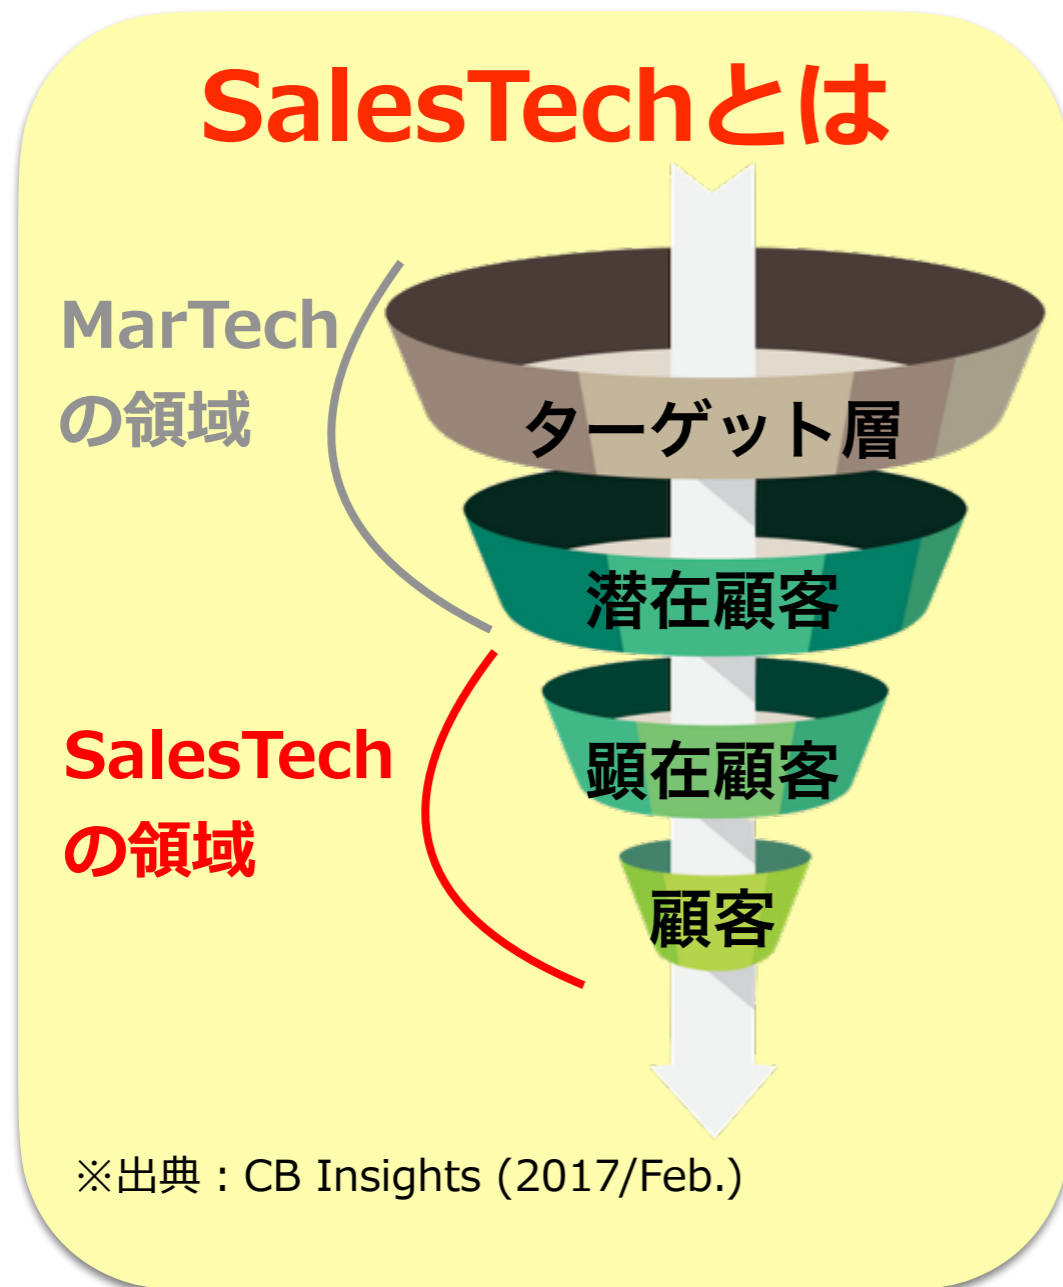 SalesTechとは
MarTech
の領域
ターゲット層
潜在顧客
SalesTech
の領域
顕在顧客
顧客
※出典：CB Insights (2017/Feb.)